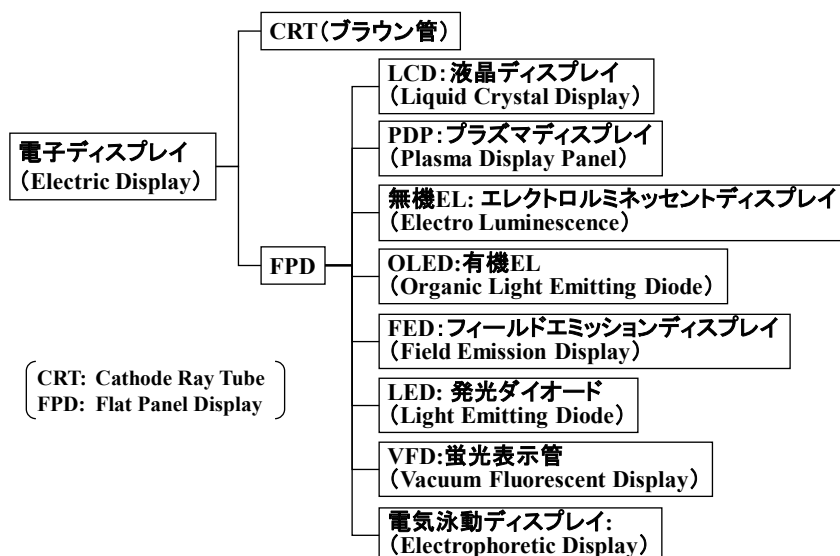 CRT(ブラウン管)
LCD:液晶ディスプレイ
(Liquid Crystal Display)
PDP:プラズマディスプレイ
(Plasma Display Panel)
電子ディスプレイ
(Electric Display)
無機EL: エレクトロルミネッセントディスプレイ
(Electro Luminescence)
FPD
OLED:有機EL
(Organic Light Emitting Diode)
FED:フィールドエミッションディスプレイ
(Field Emission Display)
CRT: Cathode Ray Tube
FPD: Flat Panel Display
LED: 発光ダイオード
(Light Emitting Diode)
VFD:蛍光表示管
(Vacuum Fluorescent Display)
電気泳動ディスプレイ:
(Electrophoretic Display)